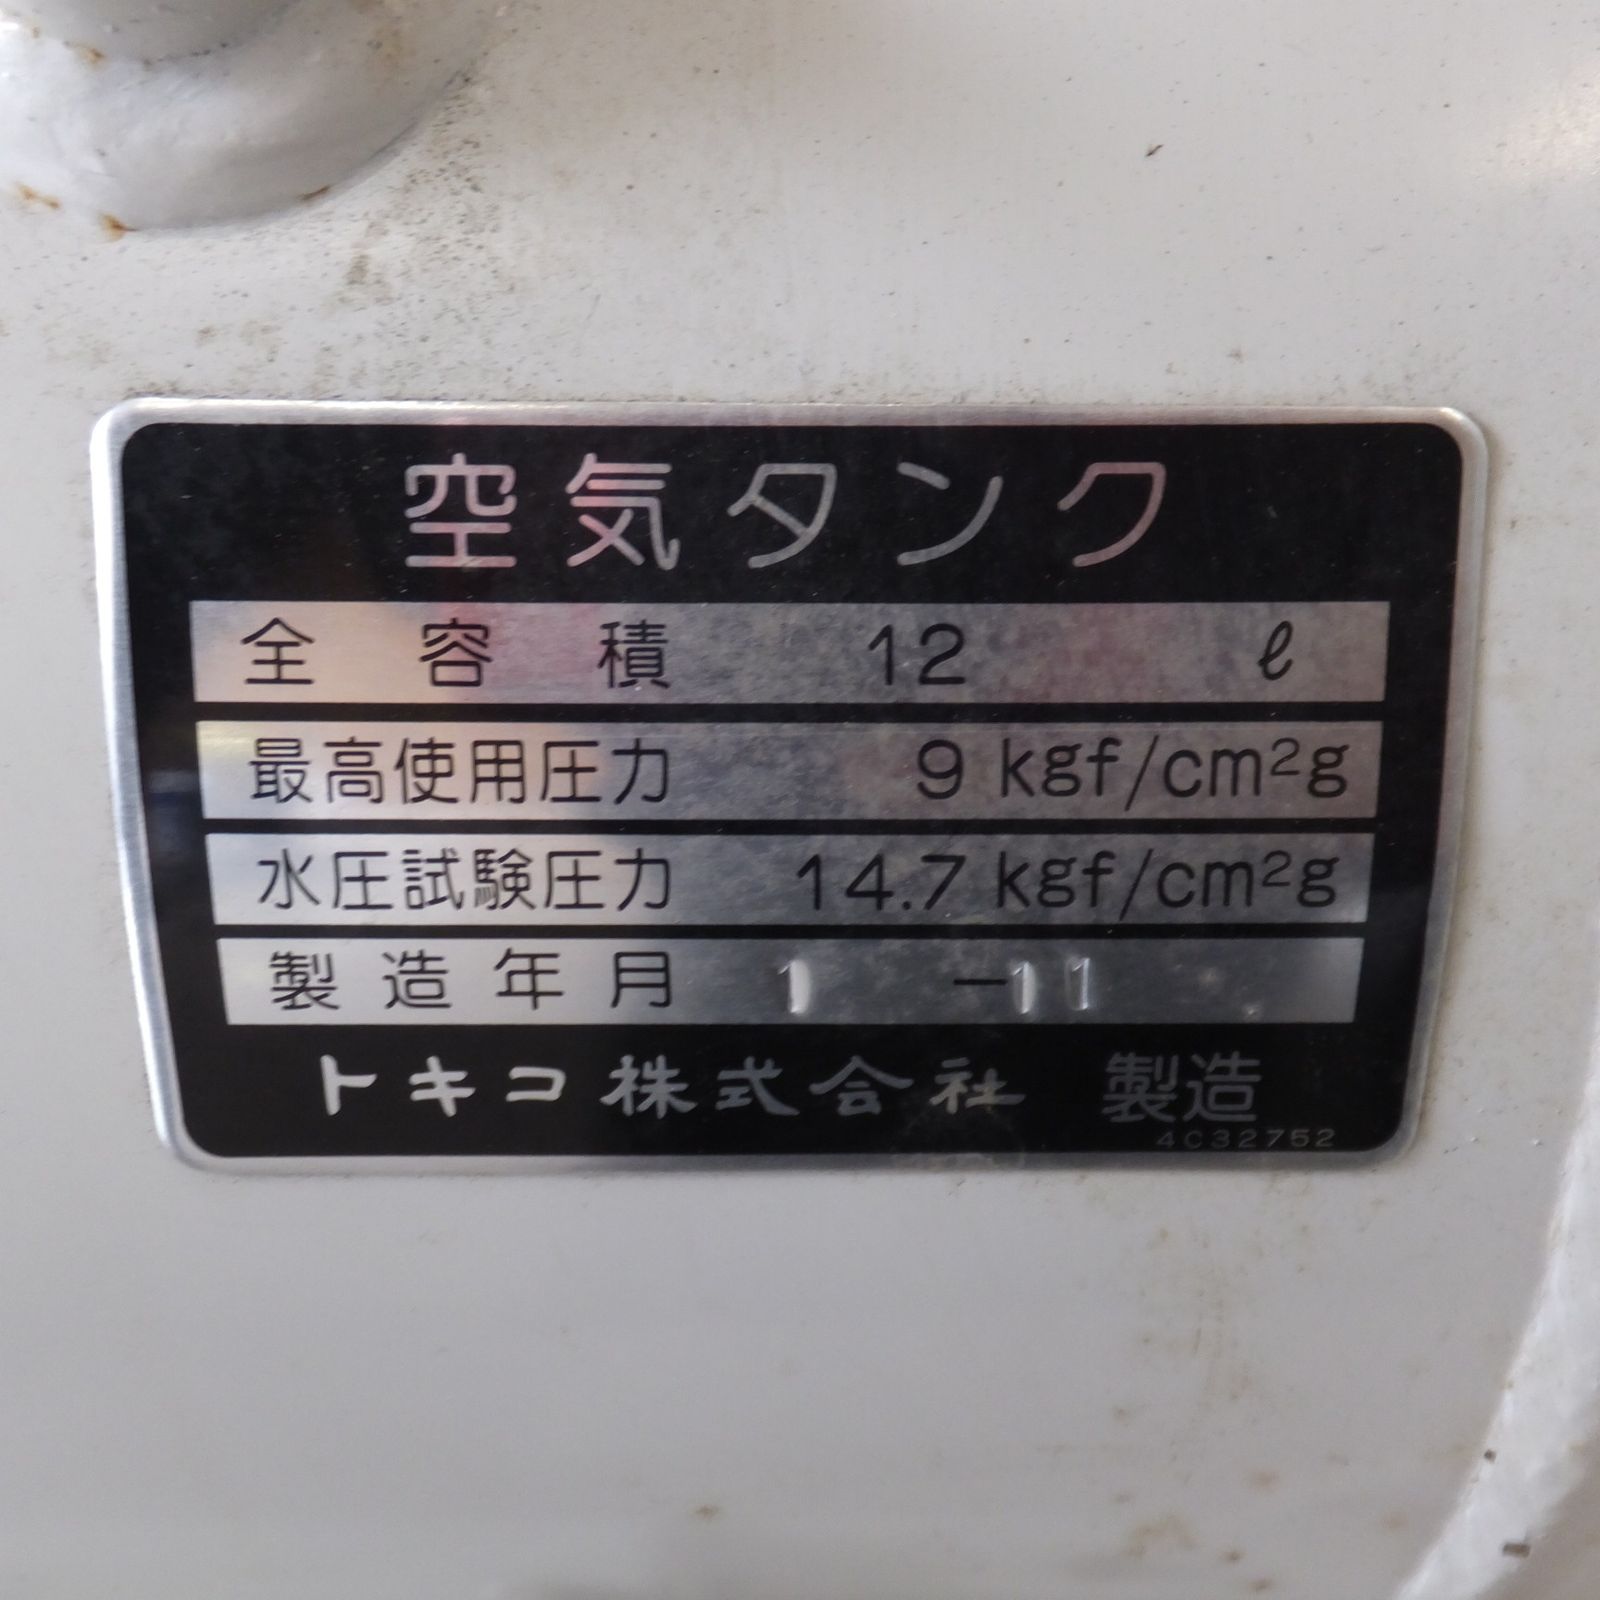 空気タンク
全容積 12 ℓ
最高使用圧力 9 kgf/cm²g
水圧試験圧力 14.7 kgf/cm²g
製造年月 1 -11
トキコ株式会社 製造
4C32752